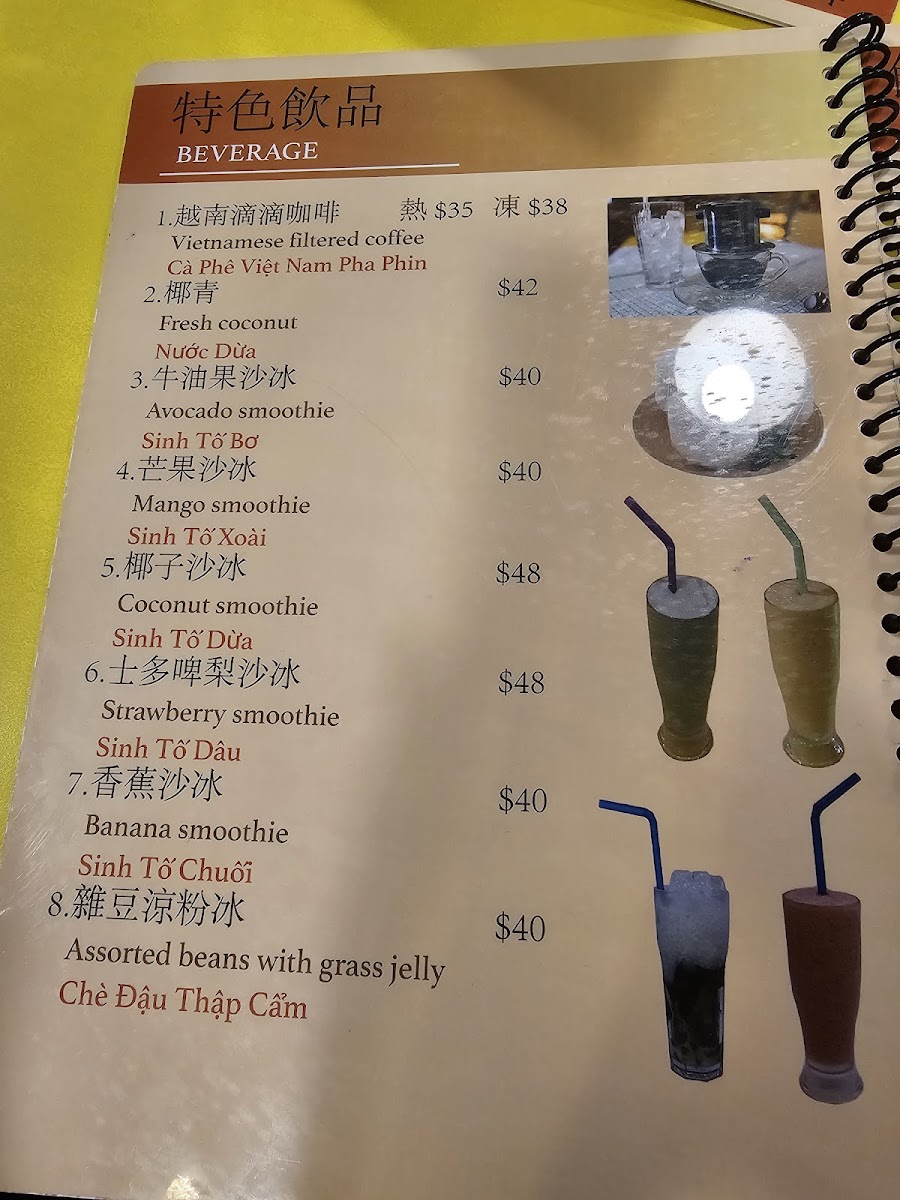 特色飲品
BEVERAGE
1.越南滴滴咖啡 熱 $35 凍 $38
Vietnamese filtered coffee
Cà Phê Việt Nam Pha Phin
2.椰青 $42
Fresh coconut
Nước Dừa
3.牛油果沙冰 $40
Avocado smoothie
Sinh Tố Bơ
4.芒果沙冰 $40
Mango smoothie
Sinh Tố Xoài
5.椰子沙冰 $48
Coconut smoothie
Sinh Tố Dừa
6.士多啤梨沙冰 $48
Strawberry smoothie
Sinh Tố Dâu
7.香蕉沙冰 $40
Banana smoothie
Sinh Tố Chuối
8.雜豆涼粉冰 $40
Assorted beans with grass jelly
Chè Đậu Thập Cẩm